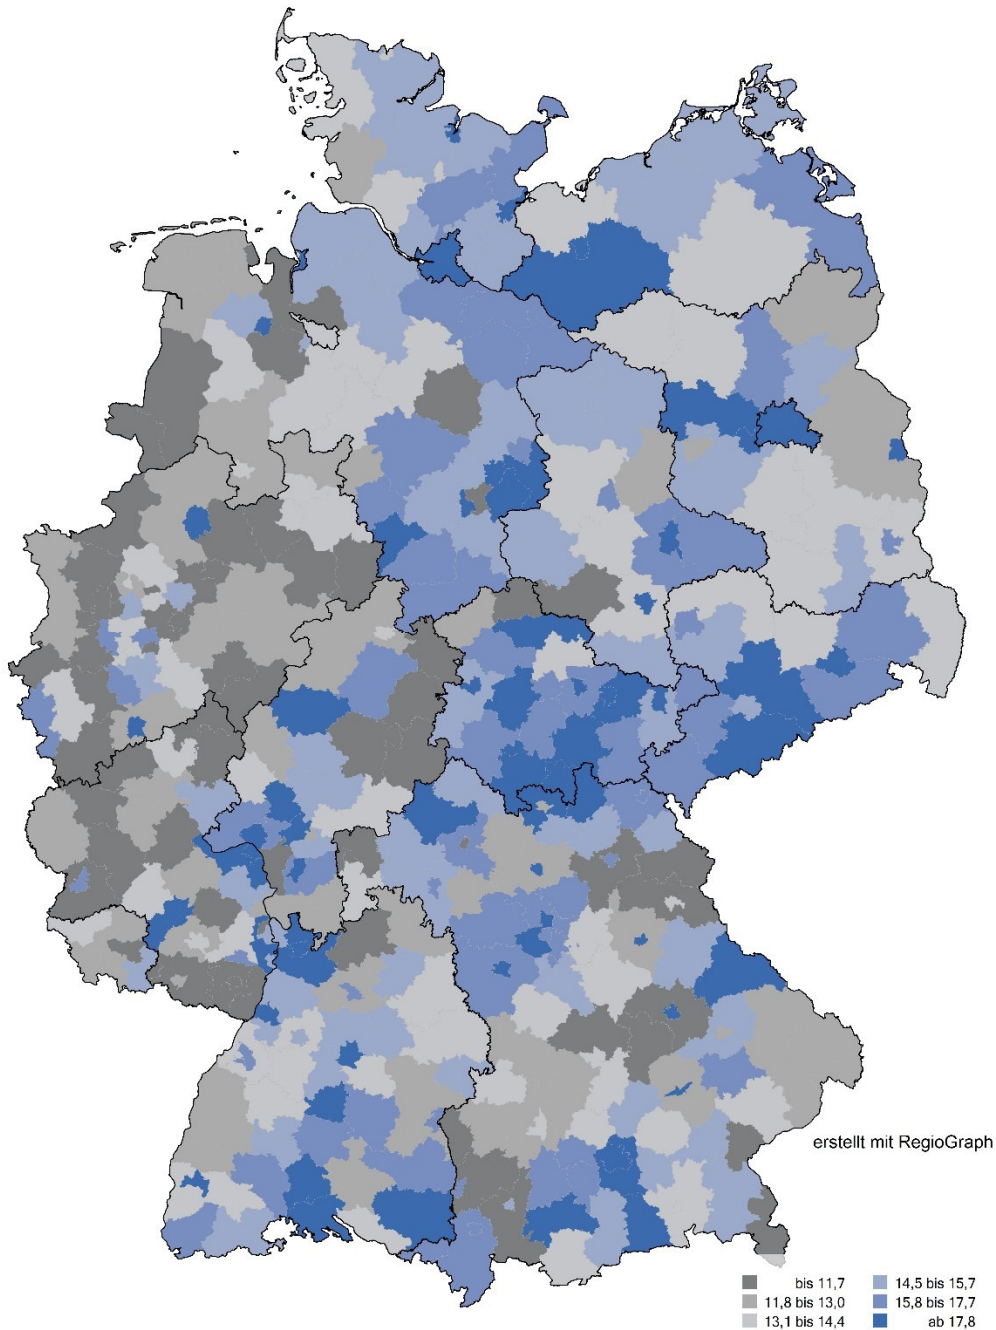 erstellt mit RegioGraph
bis 11,7
11,8 bis 13,0
13,1 bis 14,4
14,5 bis 15,7
15,8 bis 17,7
ab 17,8